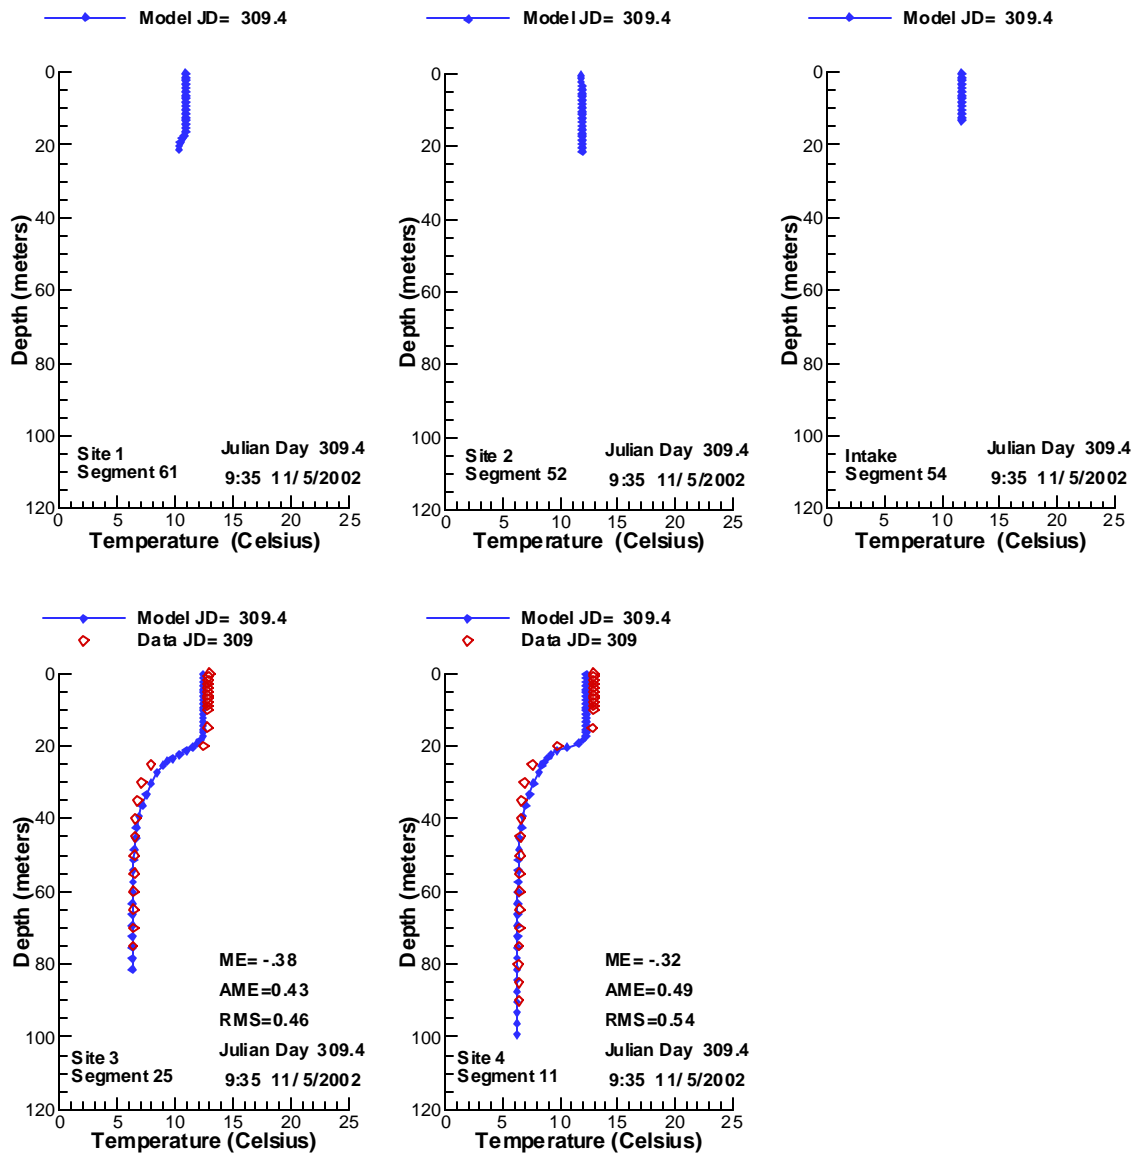 Model JD= 309.4
0
20
40
60
80
100
120
Depth (meters)
Site 1
Segment 61
Julian Day 309.4
9:35 11/ 5/2002
0 5 10 15 20 25
Temperature (Celsius)
Model JD= 309.4
0
20
40
60
80
100
120
Depth (meters)
Site 2
Segment 52
Julian Day 309.4
9:35 11/ 5/2002
0 5 10 15 20 25
Temperature (Celsius)
Model JD= 309.4
0
20
40
60
80
100
120
Depth (meters)
Intake
Segment 54
Julian Day 309.4
9:35 11/ 5/2002
0 5 10 15 20 25
Temperature (Celsius)
Model JD= 309.4
Data JD= 309
0
20
40
60
80
100
120
Depth (meters)
ME= -.38
AME=0.43
RMS=0.46
Site 3
Segment 25
Julian Day 309.4
9:35 11/ 5/2002
0 5 10 15 20 25
Temperature (Celsius)
Model JD= 309.4
Data JD= 309
0
20
40
60
80
100
120
Depth (meters)
ME= -.32
AME=0.49
RMS=0.54
Site 4
Segment 11
Julian Day 309.4
9:35 11/ 5/2002
0 5 10 15 20 25
Temperature (Celsius)